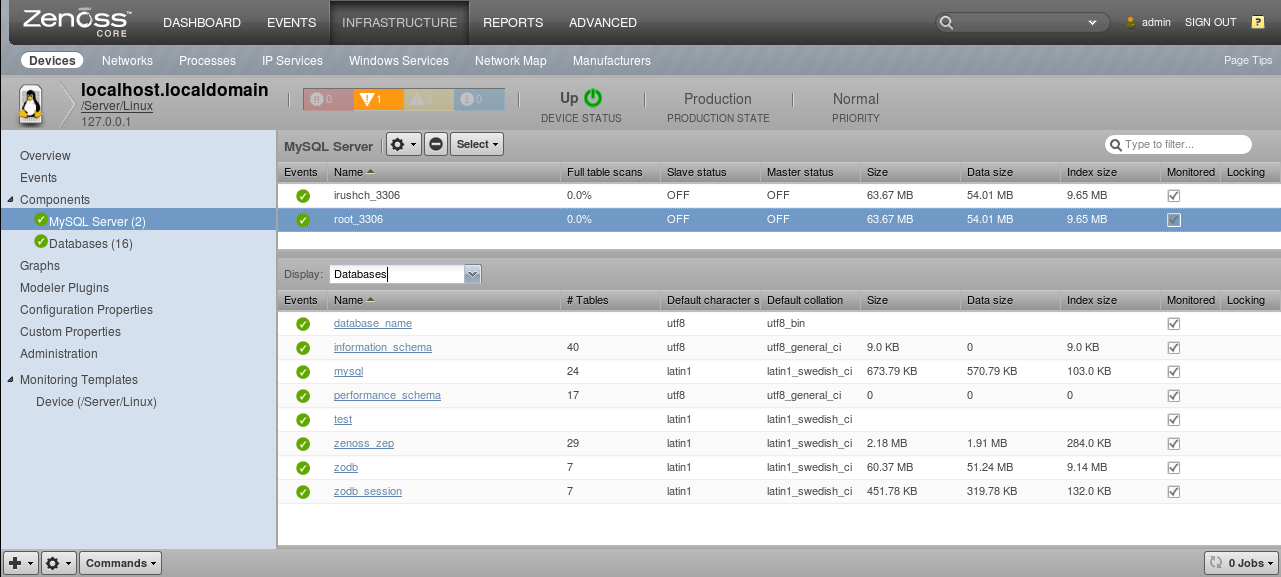 Zenoss CORE DASHBOARD EVENTS INFRASTRUCTURE REPORTS ADVANCED admin SIGN OUT ?
Devices Networks Processes IP Services Windows Services Network Map Manufacturers Page Tips
localhost.localdomain
/Server/Linux
127.0.0.1
0 1 0 0
Up Production Normal
DEVICE STATUS PRODUCTION STATE PRIORITY
Overview
Events
Components
MySQL Server (2)
Databases (16)
Graphs
Modeler Plugins
Configuration Properties
Custom Properties
Administration
Monitoring Templates
Device (/Server/Linux)
MySQL Server Select Type to filter...
Events Name Full table scans Slave status Master status Size Data size Index size Monitored Locking
irushch_3306 0.0% OFF OFF 63.67 MB 54.01 MB 9.65 MB
root_3306 0.0% OFF OFF 63.67 MB 54.01 MB 9.65 MB
Display: Databases
Events Name # Tables Default character s Default collation Size Data size Index size Monitored Locking
database_name utf8 utf8_bin
information_schema 40 utf8 utf8_general_ci 9.0 KB 0 9.0 KB
mysql 24 latin1 latin1_swedish_ci 673.79 KB 570.79 KB 103.0 KB
performance_schema 17 utf8 utf8_general_ci 0 0 0
test latin1 latin1_swedish_ci
zenoss_zep 29 latin1 latin1_swedish_ci 2.18 MB 1.91 MB 284.0 KB
zodb 7 latin1 latin1_swedish_ci 60.37 MB 51.24 MB 9.14 MB
zodb_session 7 latin1 latin1_swedish_ci 451.78 KB 319.78 KB 132.0 KB
Commands 0 Jobs